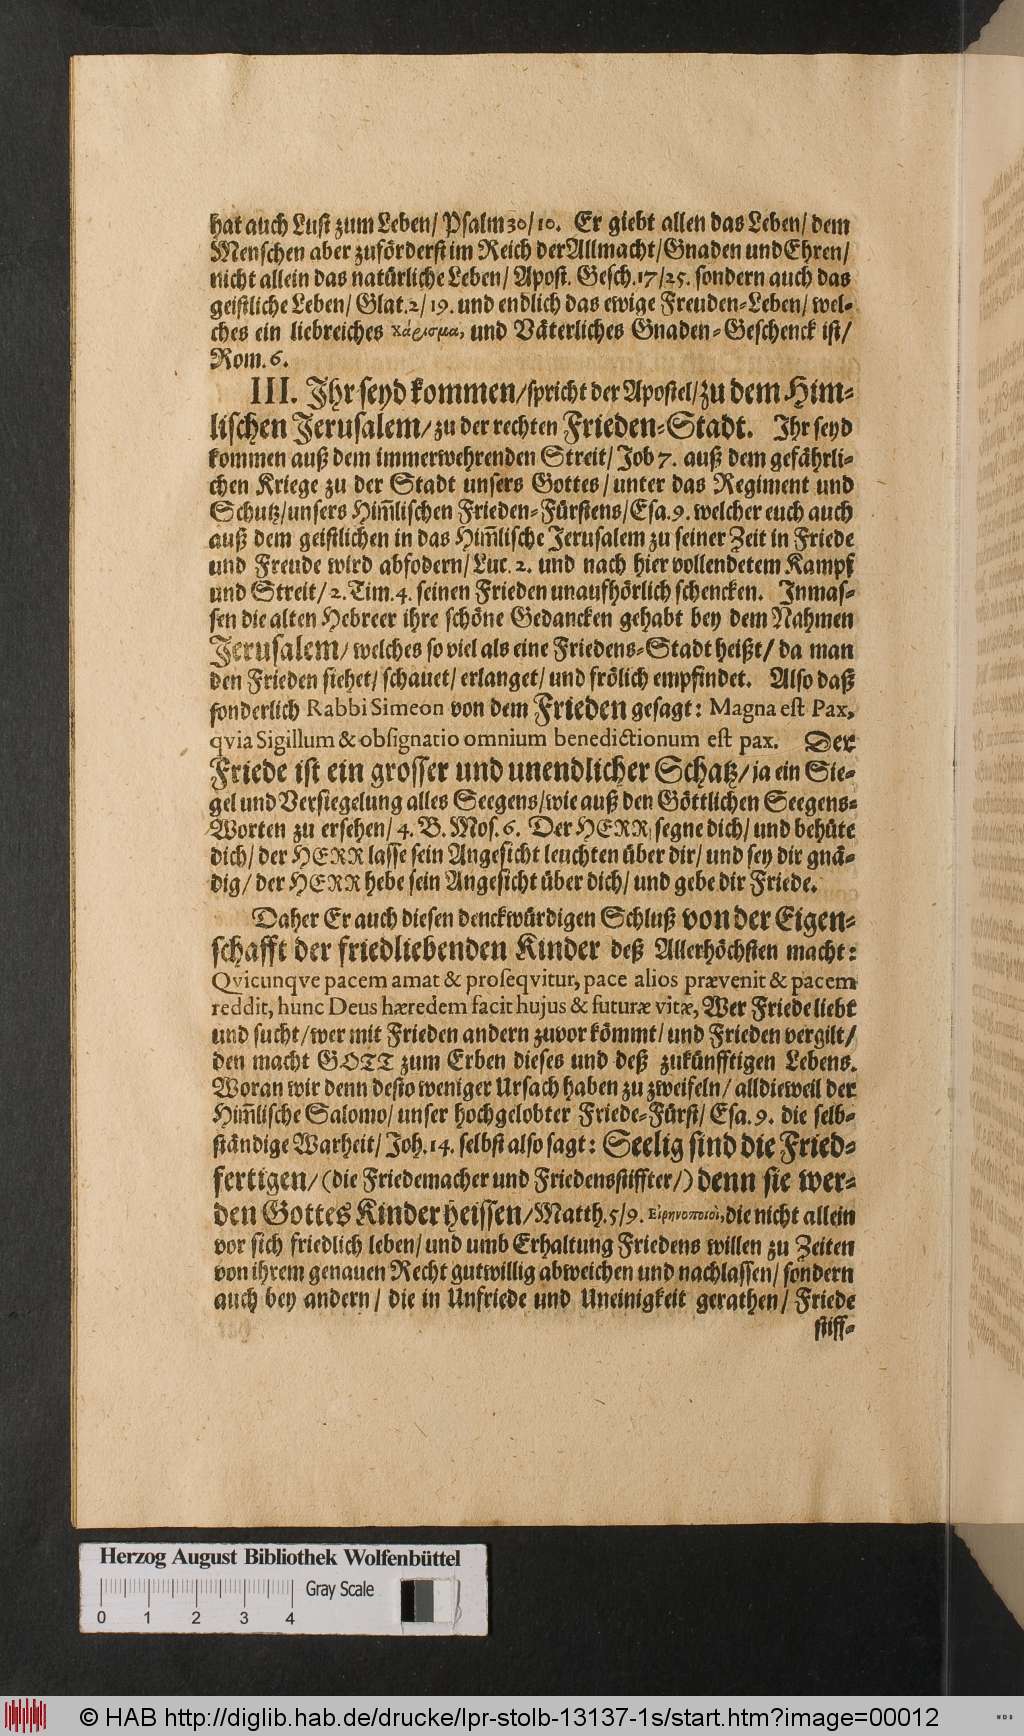 hat auch Lust zum Leben/ Psalm 30/10. Er giebt allen das Leben/ dem
Menschen aber zuförderst im Reich der Allmacht/ Gnaden und Ehren/
nicht allein das natürliche Leben/ Apost. Gesch. 17/25. sondern auch das
geistliche Leben/ Glat. 2/ 19. und endlich das ewige Freuden-Leben/ wel-
ches ein liebreiches χάρισμα, und Väterliches Gnaden-Geschenck ist/
Rom. 6.
III. Ihr seyd kommen/ spricht der Apostel/ zu dem Him-
lischen Jerusalem/ zu der rechten Frieden-Stadt. Ihr seyd
kommen auß dem immerwehrenden Streit/ Job 7. auß dem gefährli-
chen Kriege zu der Stadt unsers Gottes/ unter das Regiment und
Schutz/ unsers Him̃lischen Frieden-Fürstens/ Esa. 9. welcher euch auch
auß dem geistlichen in das Him̃lische Jerusalem zu seiner Zeit in Friede
und Freude wird abfodern/ Luc. 2. und nach hier vollendetem Kampf
und Streit/ 2. Tim. 4. seinen Frieden unaufhörlich schencken. Inmas-
sen die alten Hebreer ihre schöne Gedancken gehabt bey dem Nahmen
Jerusalem/ welches so viel als eine Friedens-Stadt heißt/ da man
den Frieden siehet/ schauet/ erlanget/ und frölich empfindet. Also daß
sonderlich Rabbi Simeon von dem Frieden gesagt: Magna est Pax,
qvia Sigillum & obsignatio omnium benedictionum est pax. Der
Friede ist ein grosser und unendlicher Schatz/ ja ein Sie-
gel und Versiegelung alles Seegens/ wie auß den Göttlichen Seegens-
Worten zu ersehen/ 4. B. Mos. 6. Der HERR segne dich/ und behüte
dich/ der HERR lasse sein Angesicht leuchten über dir/ und sey dir gnä-
dig/ der HERR hebe sein Angesicht über dich/ und gebe dir Friede.
Daher Er auch diesen denckwürdigen Schluß von der Eigen-
schafft der friedliebenden Kinder deß Allerhöchsten macht:
Qvicunqve pacem amat & proseqvitur, pace alios prævenit & pacem
reddit, hunc Deus hæredem facit hujus & futuræ vitæ, Wer Friede liebt
und sucht/ wer mit Frieden andern zuvor kömmt/ und Frieden vergilt/
den macht GOTT zum Erben dieses und deß zukünfftigen Lebens.
Woran wir denn desto weniger Ursach haben zu zweifeln/ alldieweil der
Him̃lische Salomo/ unser hochgelobter Friede-Fürst/ Esa. 9. die selb-
ständige Warheit/ Joh. 14. selbst also sagt: Seelig sind die Fried-
fertigen/ (die Friedemacher und Friedensstiffter/) denn sie wer-
den Gottes Kinder heissen/ Matth. 5/9. Εἰρηνοποιοὶ, die nicht allein
vor sich friedlich leben/ und umb Erhaltung Friedens willen zu Zeiten
von ihrem genauen Recht gutwillig abweichen und nachlassen/ sondern
auch bey andern/ die in Unfriede und Uneinigkeit gerathen/ Friede
stiff-
Herzog August Bibliothek Wolfenbüttel
Gray Scale
0 1 2 3 4
© HAB http://diglib.hab.de/drucke/lpr-stolb-13137-1s/start.htm?image=00012